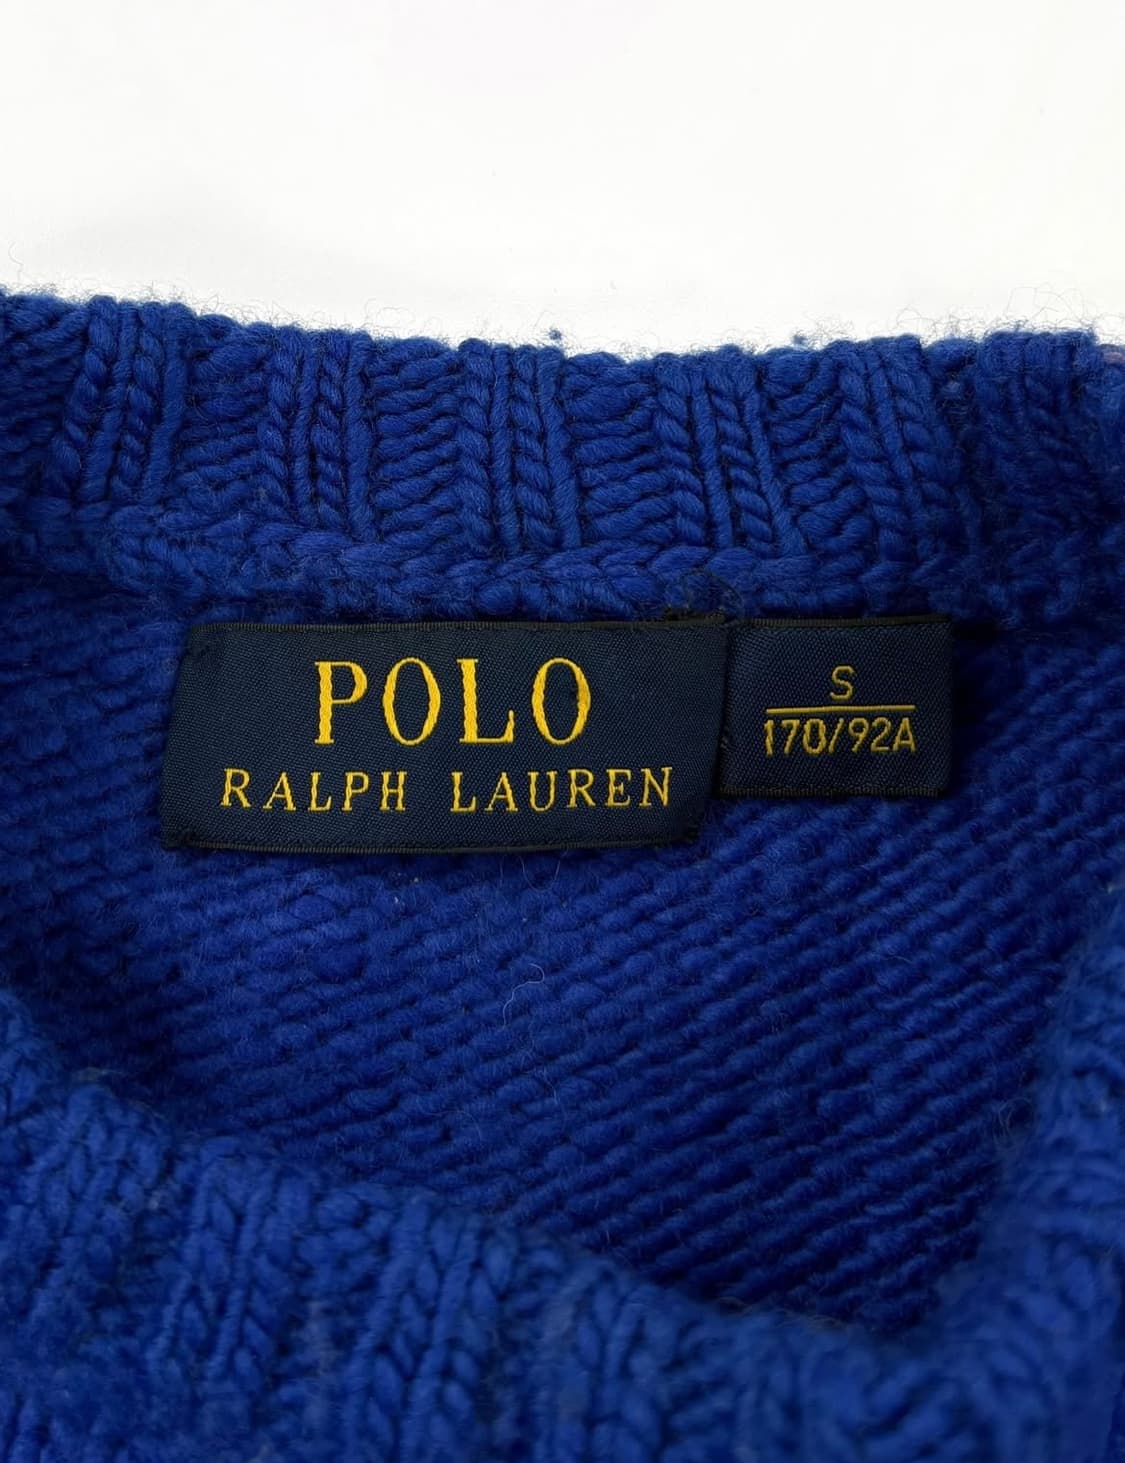 POLO
RALPH LAUREN
S
170/92A